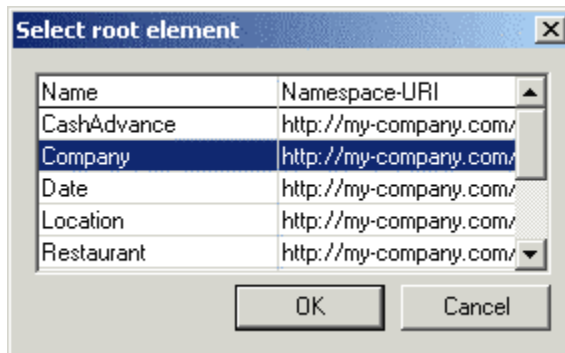 Select root element
Name Namespace-URI
CashAdvance http://my-company.com/
Company http://my-company.com/
Date http://my-company.com/
Location http://my-company.com/
Restaurant http://my-company.com/
OK Cancel